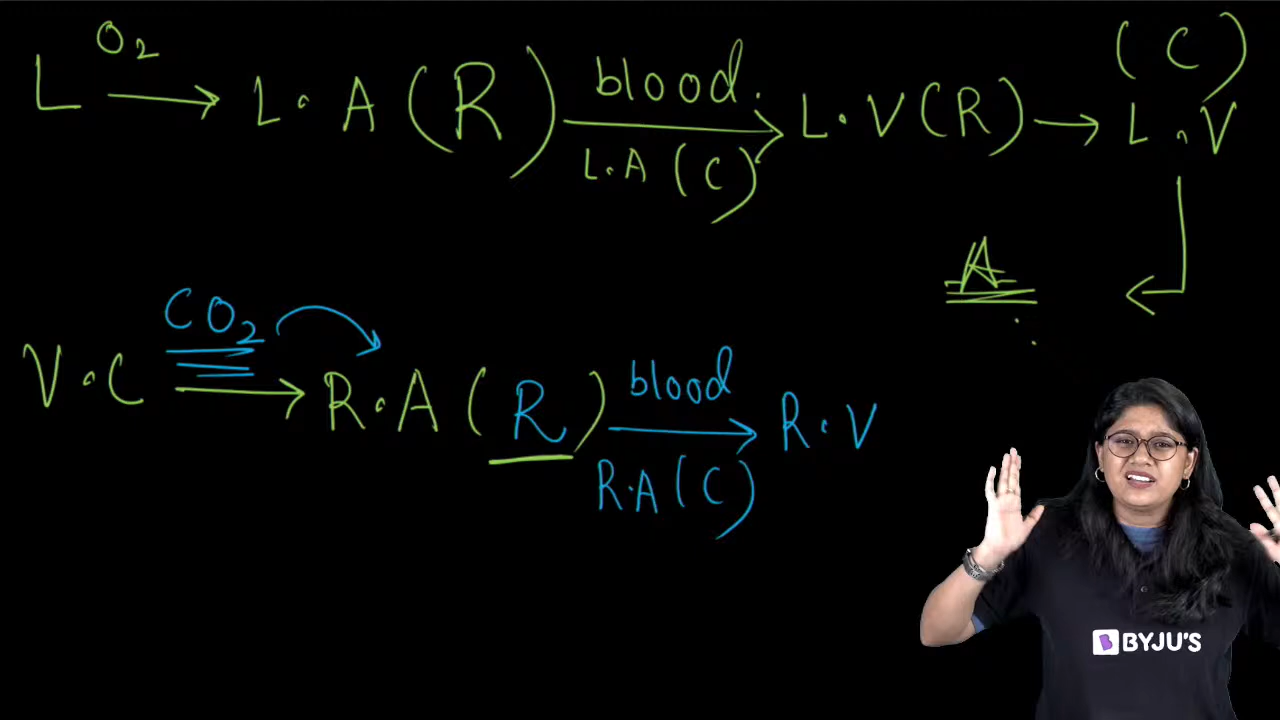 L O₂ → L.A (R) blood. L.A (C) → L.V (R) → (C) L.V
A
V.C CO₂ → R.A (R) blood R.A (C) → R.V
BYJU'S